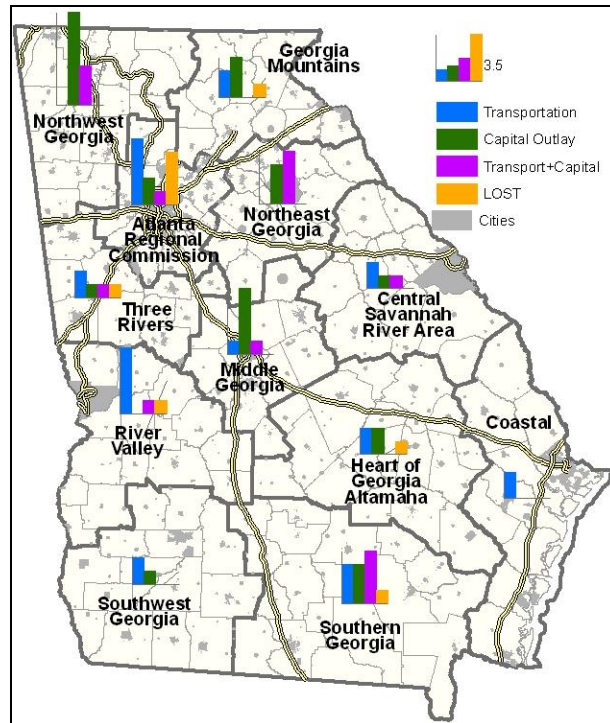 Georgia
Mountains
3.5
Transportation
Capital Outlay
Transport+Capital
LOST
Cities
Northwest
Georgia
Atlanta
Regional
Commission
Northeast
Georgia
Central
Savannah
River Area
Three
Rivers
Middle
Georgia
River
Valley
Coastal
Heart of
Georgia
Altamaha
Southwest
Georgia
Southern
Georgia